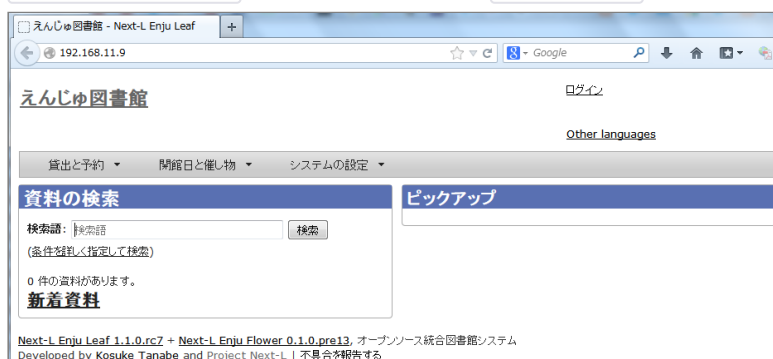 えんじゅ図書館 - Next-L Enju Leaf
192.168.11.9
Google
えんじゅ図書館
ログイン
Other languages
貸出と予約 開館日と催し物 システムの設定
資料の検索
ピックアップ
検索語: 検索語 検索
(条件を詳しく指定して検索)
0 件の資料があります。
新着資料
Next-L Enju Leaf 1.1.0.rc7 + Next-L Enju Flower 0.1.0.pre13, オープンソース統合図書館システム
Developed by Kosuke Tanabe and Project Next-L | 不具合を報告する